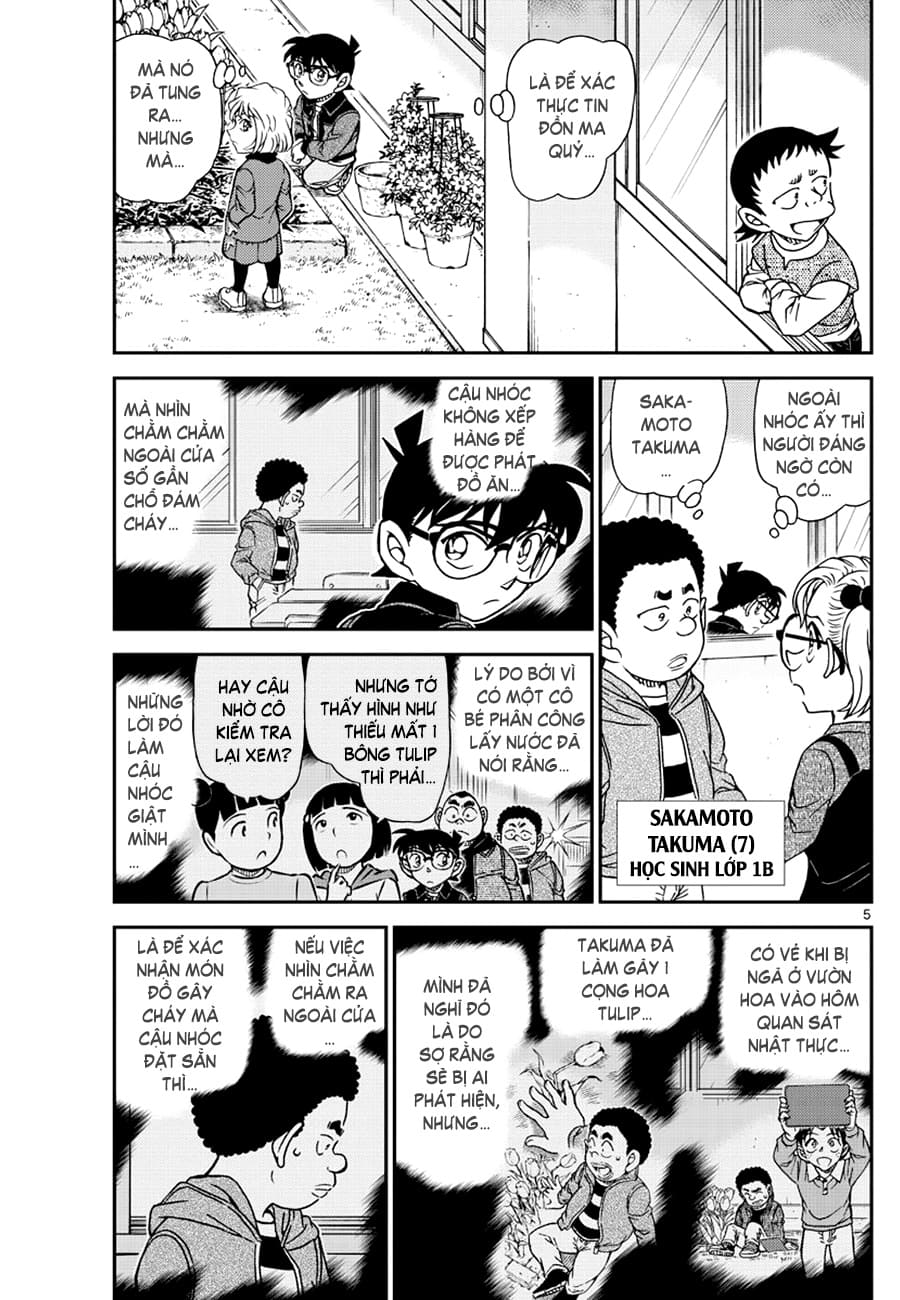 LÀ ĐỂ XÁC
THỰC TIN
ĐỒN MA
QUỶ...
MÀ NÓ
ĐÃ TUNG
RA...
NHƯNG
MÀ...
NGOÀI
NHÓC ẤY THÌ
NGƯỜI ĐÁNG
NGỜ CÒN
CÓ...
SAKA-
MOTO
TAKUMA
...
SAKAMOTO
TAKUMA (7)
HỌC SINH LỚP 1B
CẬU NHÓC
KHÔNG XẾP
HÀNG ĐỂ
ĐƯỢC PHÁT
ĐỒ ĂN...
MÀ NHÌN
CHẰM CHẰM
NGOÀI CỬA
SỔ GẦN
CHỖ ĐÁM
CHÁY...
LÝ DO BỞI VÌ
CÓ MỘT CÔ
BÉ PHÂN CÔNG
LẤY NƯỚC ĐÃ
NÓI RẰNG...
NHƯNG TỚ
THẤY HÌNH NHƯ
THIẾU MẤT 1
BÔNG TULIP
THÌ PHẢI...
HAY CẬU
NHỜ CÔ
KIỂM TRA
LẠI XEM?
NHỮNG
LỜI ĐÓ
LÀM
CẬU
NHÓC
GIẬT
MÌNH
...
5
CÓ VẺ KHI BỊ
NGÃ Ở VƯỜN
HOA VÀO HÔM
QUAN SÁT
NHẬT THỰC...
TAKUMA ĐÃ
LÀM GÃY 1
CỌNG HOA
TULIP...
MÌNH ĐÃ
NGHĨ ĐÓ
LÀ DO
SỢ RẰNG
SẼ BỊ AI
PHÁT HIỆN,
NHƯNG...
NẾU VIỆC
NHÌN CHẰM
CHẰM RA
NGOÀI CỬA
...
LÀ ĐỂ XÁC
NHẬN MÓN
ĐỒ GÂY
CHÁY MÀ
CẬU NHÓC
ĐẶT SẴN
THÌ...